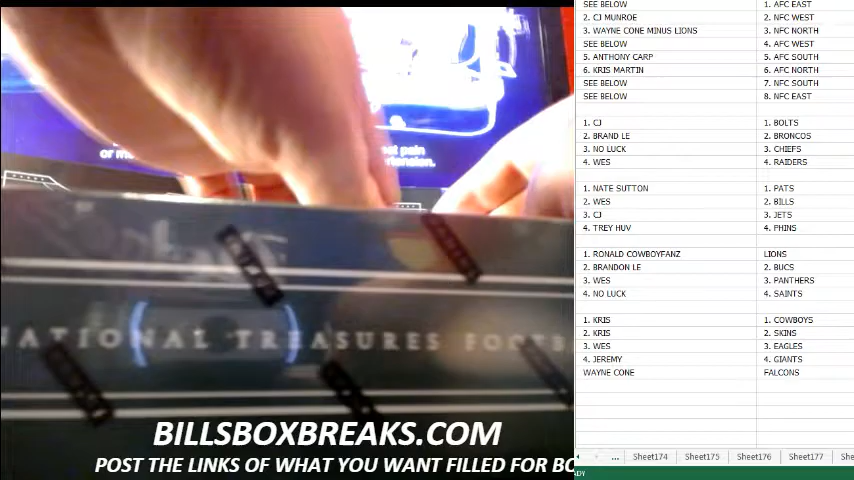 SEE BELOW 1. AFC EAST
2. CJ MUNROE 2. NFC WEST
3. WAYNE CONE MINUS LIONS 3. NFC NORTH
SEE BELOW 4. AFC WEST
5. ANTHONY CARP 5. AFC SOUTH
6. KRIS MARTIN 6. AFC NORTH
SEE BELOW 7. NFC SOUTH
SEE BELOW 8. NFC EAST
1. CJ 1. BOLTS
2. BRAND LE 2. BRONCOS
3. NO LUCK 3. CHIEFS
4. WES 4. RAIDERS
1. NATE SUTTON 1. PATS
2. WES 2. BILLS
3. CJ 3. JETS
4. TREY HUV 4. PHINS
1. RONALD COWBOYFANZ LIONS
2. BRANDON LE 2. BUCS
3. WES 3. PANTHERS
4. NO LUCK 4. SAINTS
1. KRIS 1. COWBOYS
2. KRIS 2. SKINS
3. WES 3. EAGLES
4. JEREMY 4. GIANTS
WAYNE CONE FALCONS
... Sheet174 Sheet175 Sheet176 Sheet177 She
ADY
or m
pain
NATIONAL TREASURES FOOTB
BILLSBOXBREAKS.COM
POST THE LINKS OF WHAT YOU WANT FILLED FOR BO